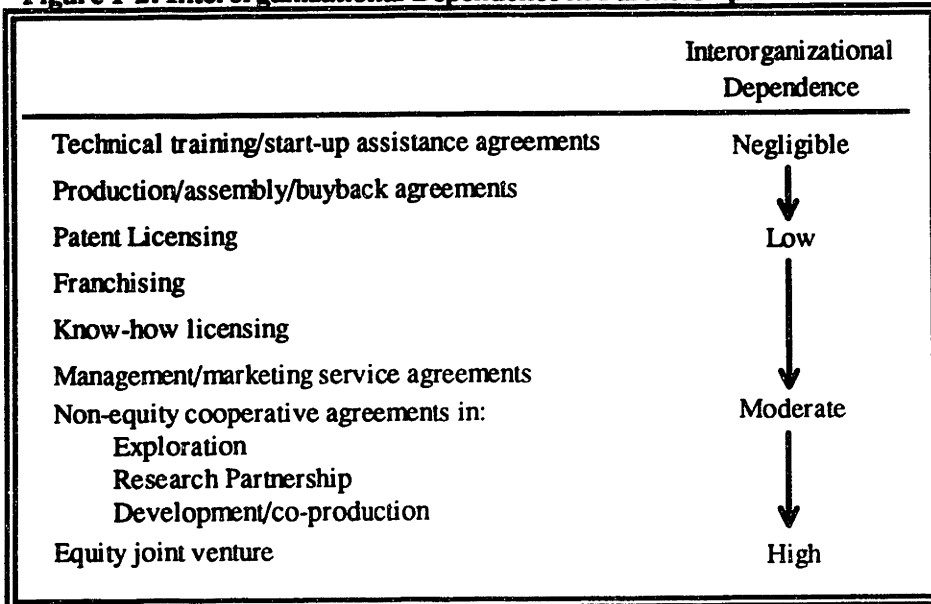 Interorganizational
Dependence
Technical training/start-up assistance agreements Negligible
Production/assembly/buyback agreements
Patent Licensing Low
Franchising
Know-how licensing
Management/marketing service agreements
Non-equity cooperative agreements in: Moderate
Exploration
Research Partnership
Development/co-production
Equity joint venture High